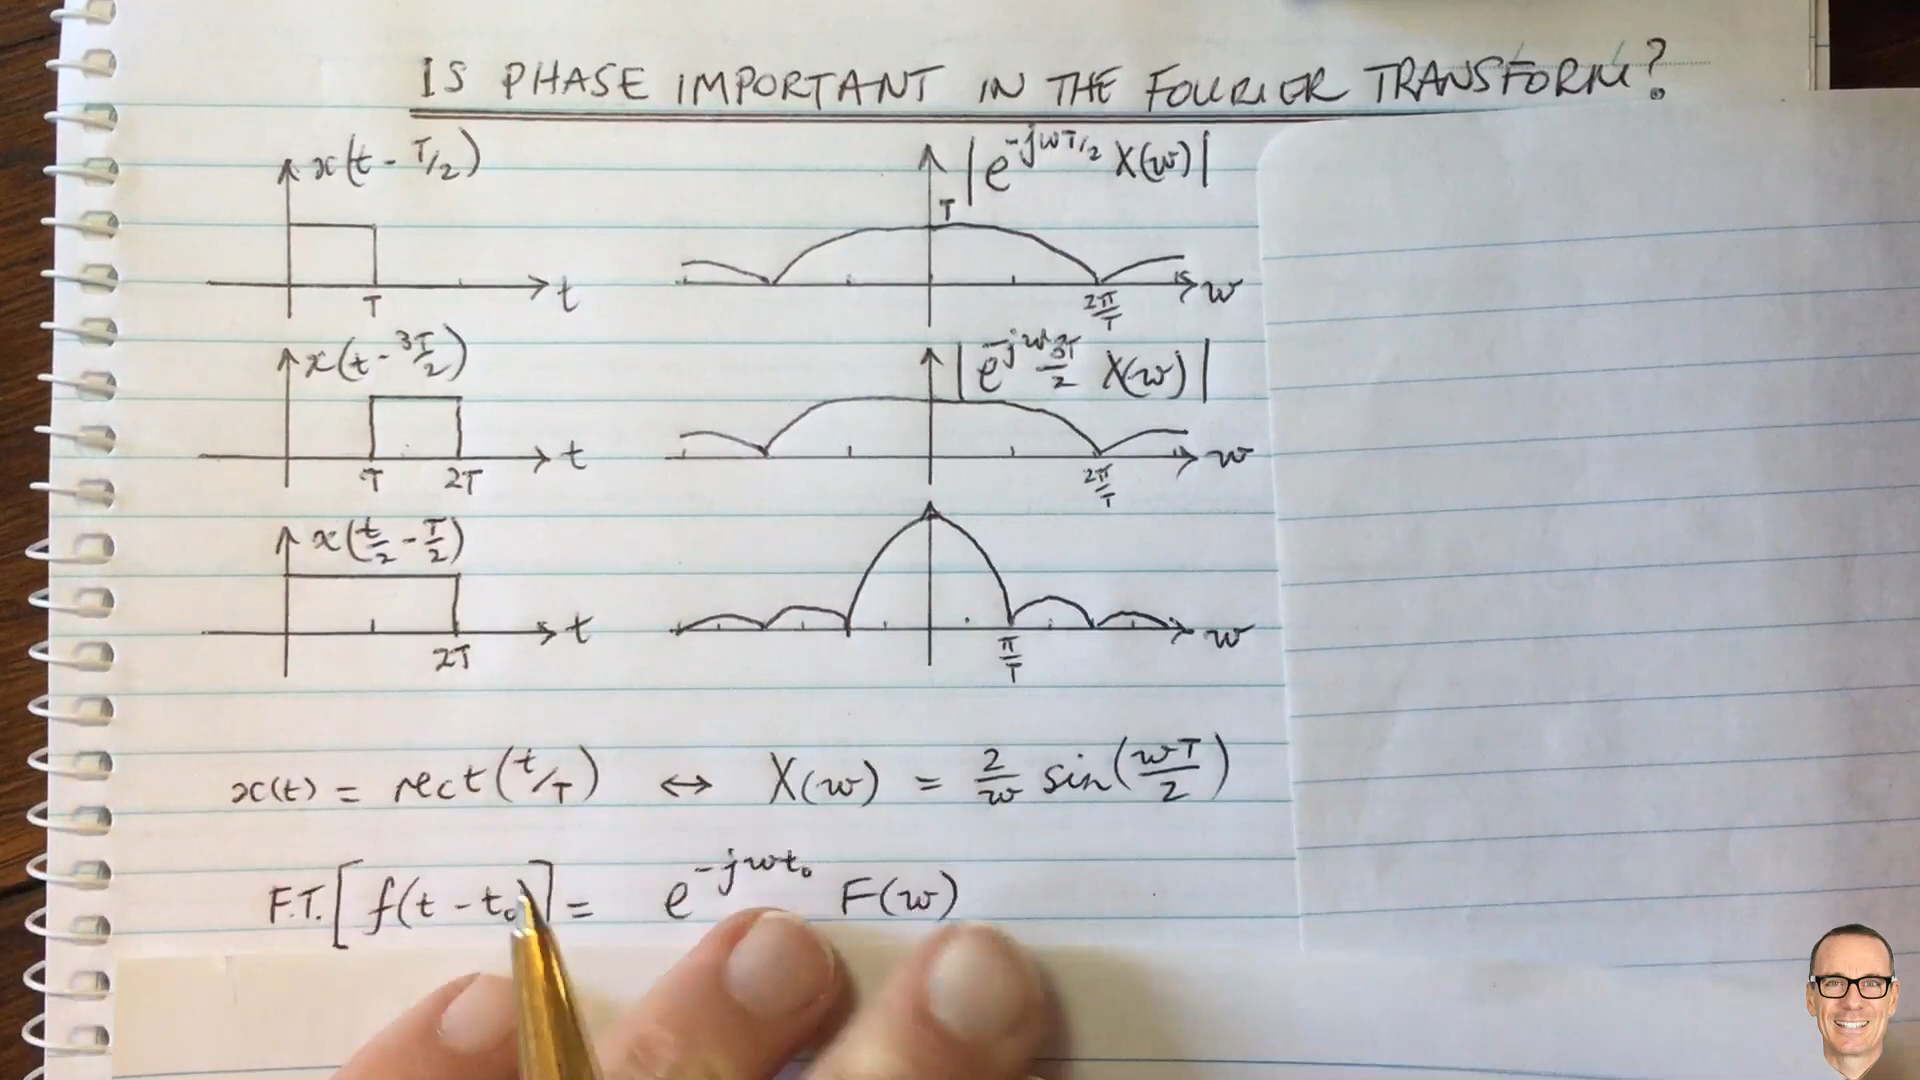 IS PHASE IMPORTANT IN THE FOURIER TRANSFORM?
x(t - T/2)
|e^{-jωT/2} X(ω)|
T
T
t
2π/T
ω
x(t - 3T/2)
|e^{-jω3T/2} X(ω)|
T
2T
t
2π/T
ω
x(t/2 - T/2)
2T
t
π/T
ω
x(t) = rect(t/T) ↔ X(ω) = 2/ω sin(ωT/2)
F.T.[f(t - t₀)] = e^{-jωt₀} F(ω)